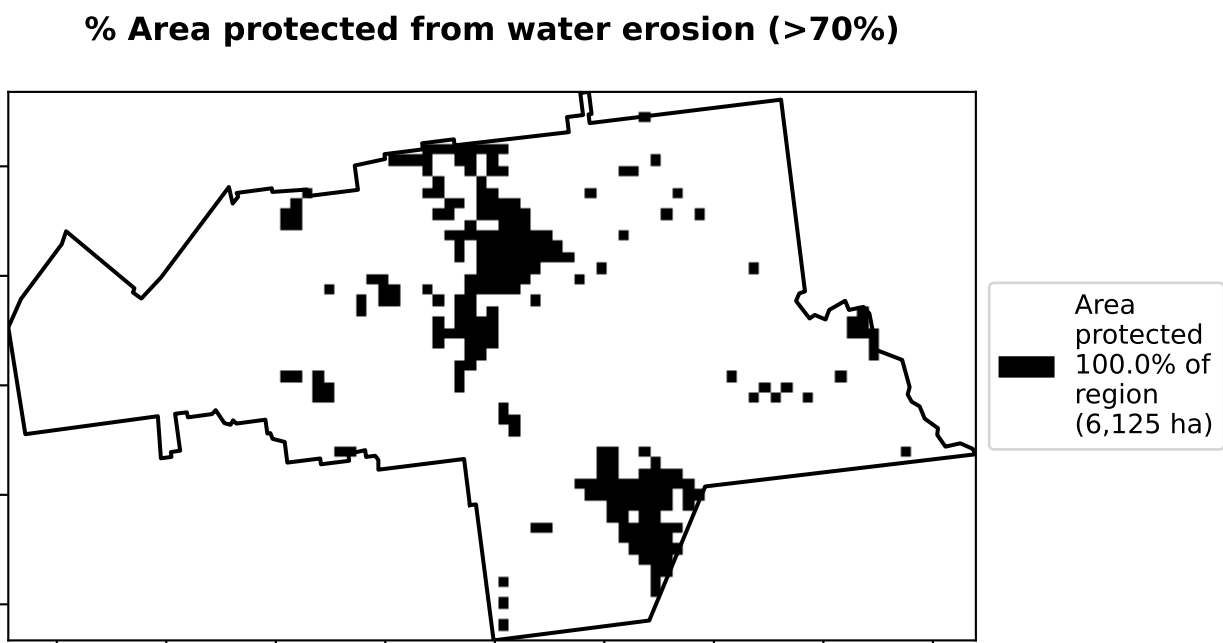 % Area protected from water erosion (>70%)
Area
protected
100.0% of
region
(6,125 ha)